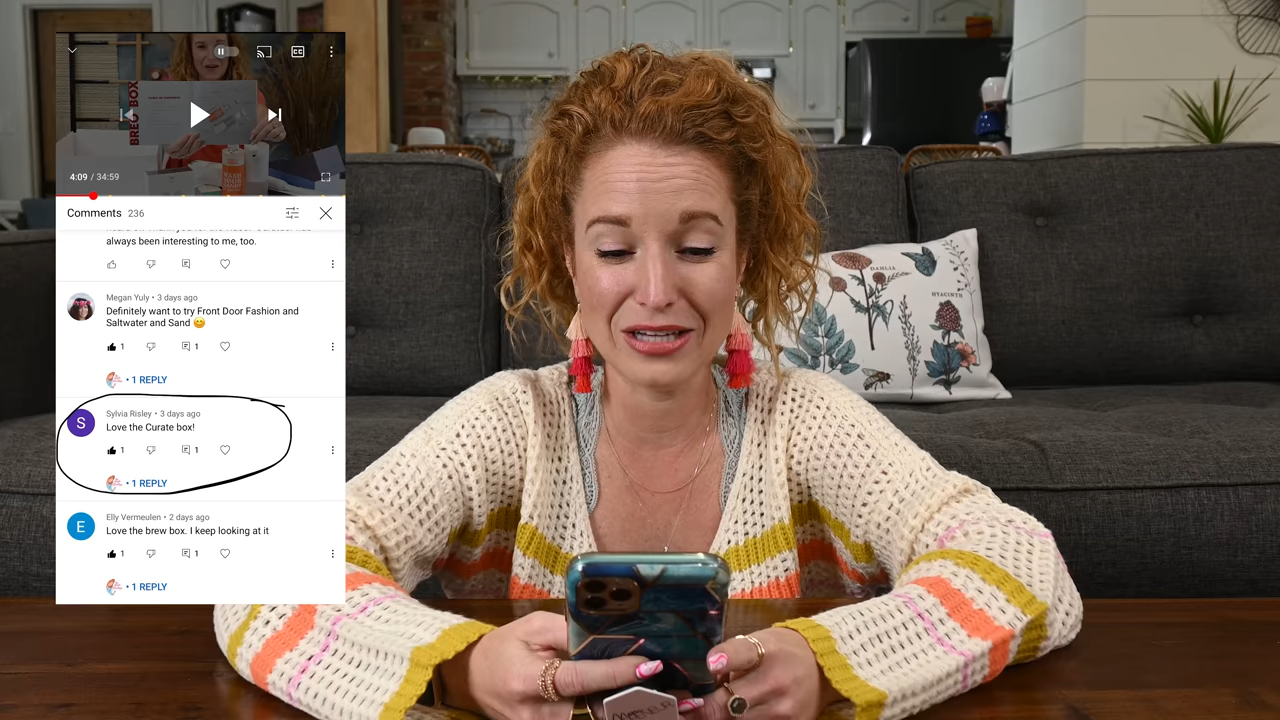 BREO BOX
4:09 / 34:59
Comments 236
always been interesting to me, too.
Megan Yuly • 3 days ago
Definitely want to try Front Door Fashion and
Saltwater and Sand 😊
1 1
• 1 REPLY
S
Sylvia Risley • 3 days ago
Love the Curate box!
1 1
• 1 REPLY
E
Elly Vermeulen • 2 days ago
Love the brew box. I keep looking at it
1 1
• 1 REPLY
CC
DAHLIA
HYACINTH